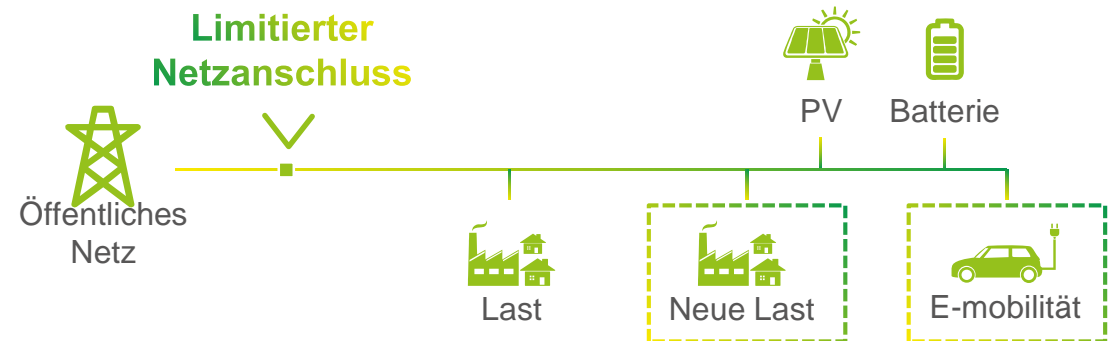 Limitierter
Netzanschluss
PV
Batterie
Öffentliches
Netz
Last
Neue Last
E-mobilität